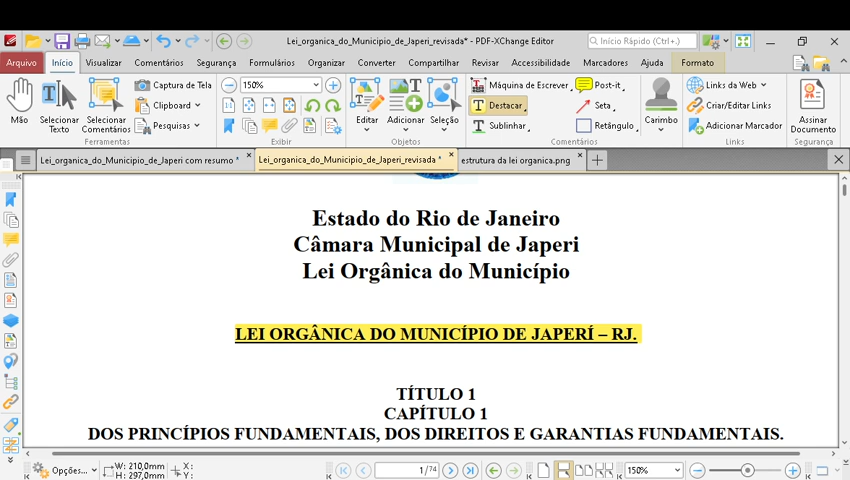 Lei_organica_do_Municipio_de_Japeri_revisada* - PDF-XChange Editor
Início Rápido (Ctrl+.)
Arquivo Início Visualizar Comentários Segurança Formulários Organizar Converter Compartilhar Revisar Acessibilidade Marcadores Ajuda Formato
Mão
Selecionar Texto
Selecionar Comentários
Captura de Tela
Clipboard
Pesquisas
Ferramentas
150%
Exibir
Editar
Adicionar
Seleção
Objetos
Máquina de Escrever
Destacar
Sublinhar
Post-it
Seta
Retângulo
Comentários
Carimbo
Links da Web
Criar/Editar Links
Adicionar Marcador
Links
Assinar Documento
Segurança
Lei_organica_do_Municipio_de_Japeri com resumo * Lei_organica_do_Municipio_de_Japeri_revisada * estrutura da lei organica.png
Estado do Rio de Janeiro
Câmara Municipal de Japeri
Lei Orgânica do Município
LEI ORGÂNICA DO MUNICÍPIO DE JAPERÍ – RJ.
TÍTULO 1
CAPÍTULO 1
DOS PRINCÍPIOS FUNDAMENTAIS, DOS DIREITOS E GARANTIAS FUNDAMENTAIS.
Opções...
W: 210,0mm
H: 297,0mm
X:
Y:
1/74
150%